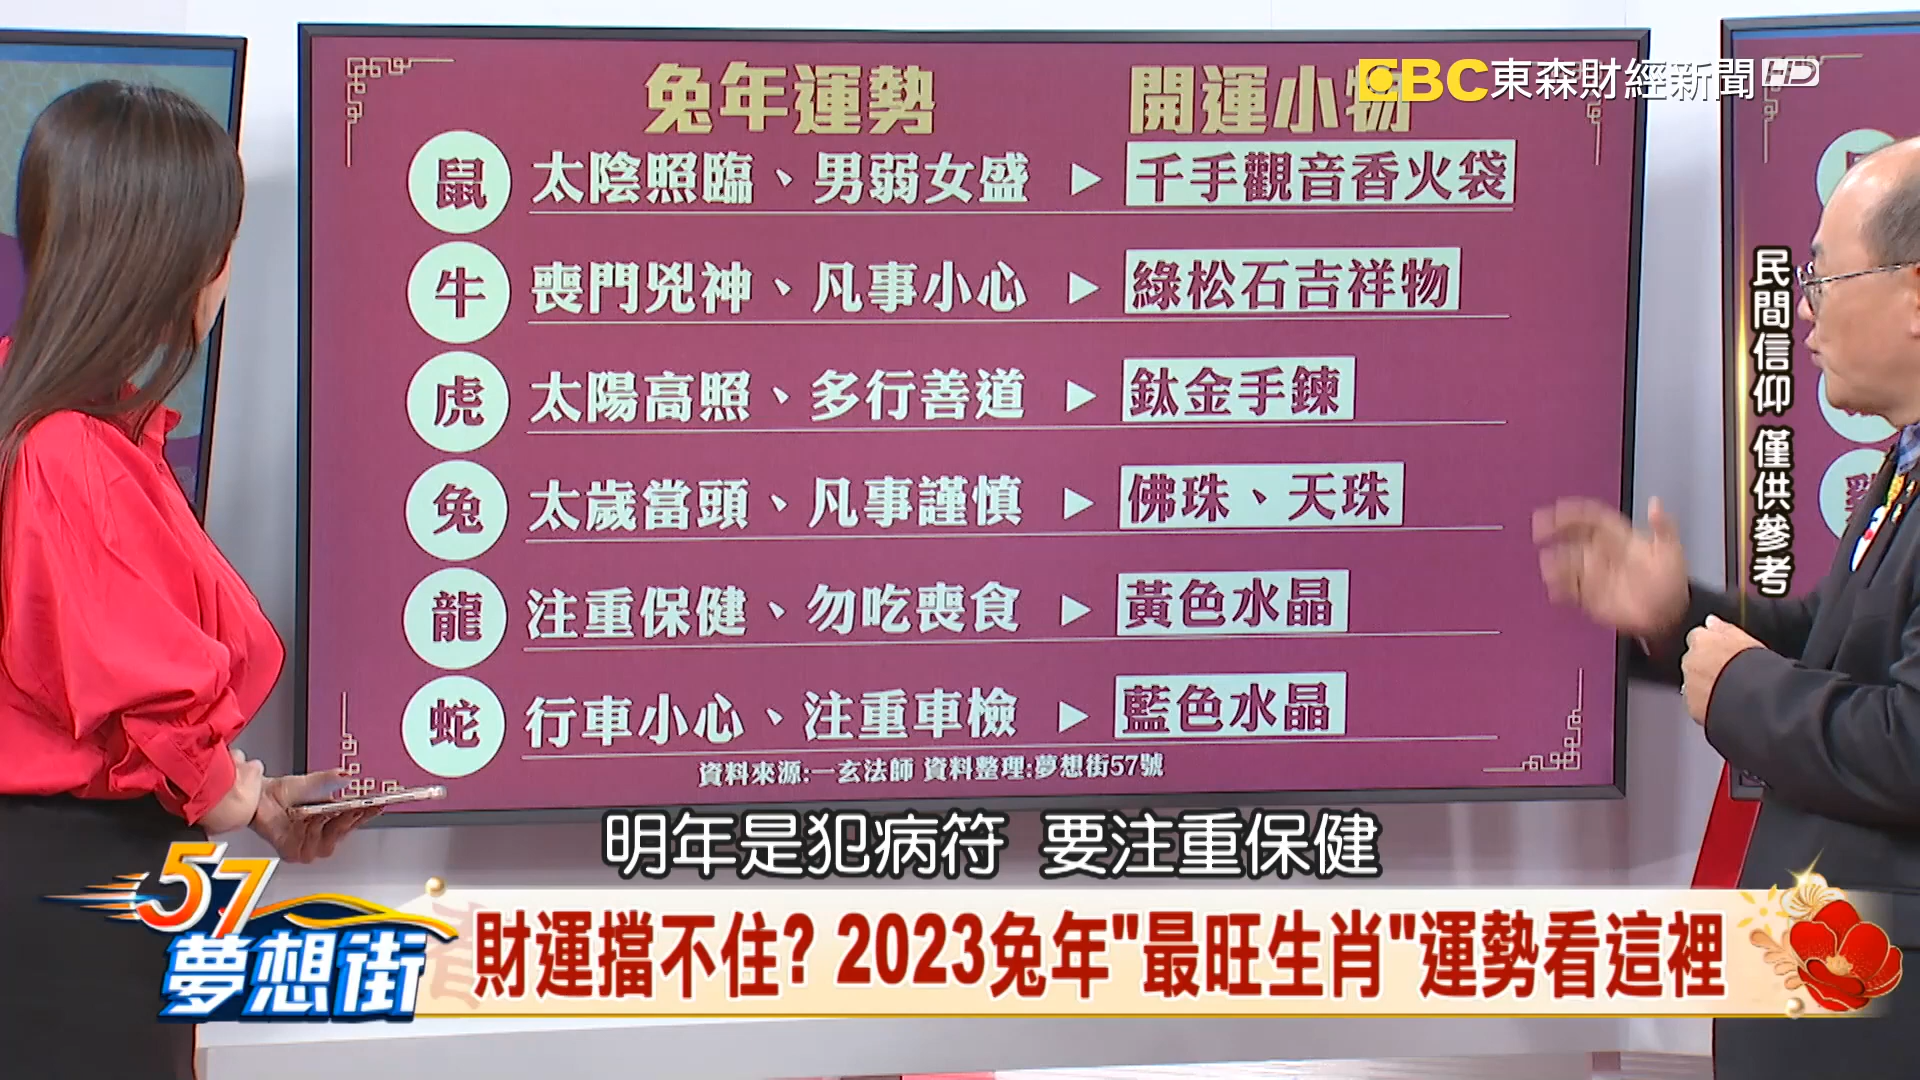 兔年運勢 開運小物
EBC 東森財經新聞 HD
鼠 太陰照臨、男弱女盛 ▶ 千手觀音香火袋
牛 喪門兇神、凡事小心 ▶ 綠松石吉祥物
虎 太陽高照、多行善道 ▶ 鈦金手鍊
兔 太歲當頭、凡事謹慎 ▶ 佛珠、天珠
龍 注重保健、勿吃喪食 ▶ 黃色水晶
蛇 行車小心、注重車檢 ▶ 藍色水晶
資料來源:一玄法師 資料整理:夢想街57號
民間信仰 僅供參考
明年是犯病符 要注重保健
57夢想街
財運擋不住? 2023兔年"最旺生肖"運勢看這裡